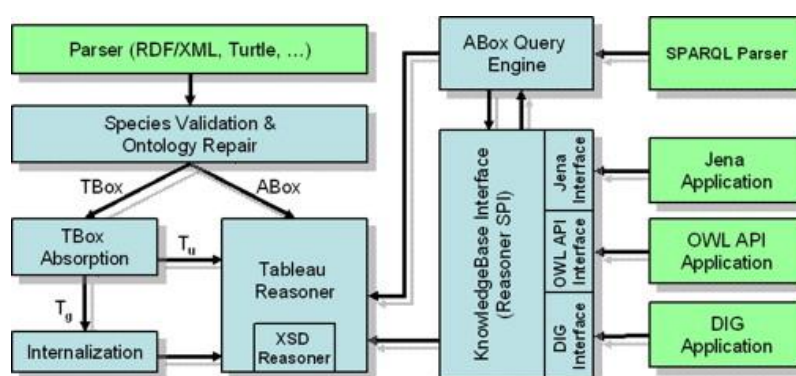 Parser (RDF/XML, Turtle, ...)
Species Validation &
Ontology Repair
TBox
ABox
TBox
Absorption
Tu
Tg
Internalization
Tableau
Reasoner
XSD
Reasoner
ABox Query
Engine
KnowledgeBase Interface
(Reasoner SPI)
Jena
Interface
OWL API
Interface
DIG
Interface
SPARQL Parser
Jena
Application
OWL API
Application
DIG
Application